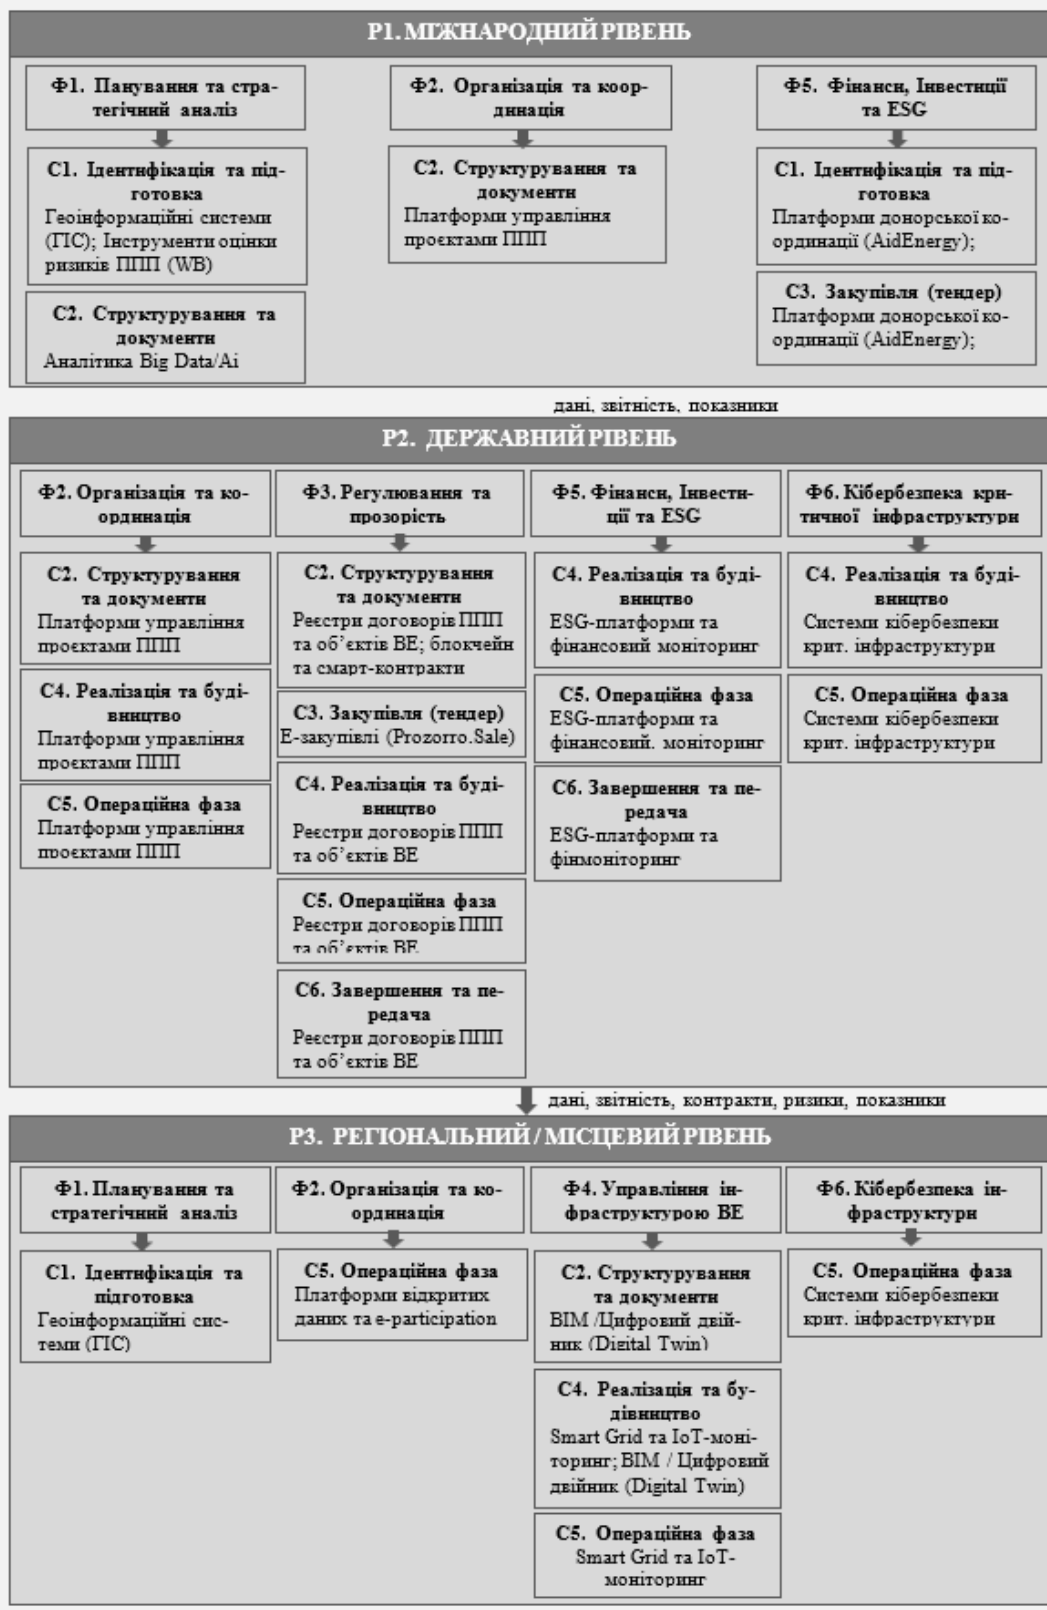 Р1. МІЖНАРОДНИЙ РІВЕНЬ
Ф1. Панування та стра-
тегічний аналіз
С1. Ідентифікація та під-
готовка
Геоінформаційні системи
(ГІС); Інструменти оцінки
ризиків ППП (WB)
С2. Структурування та
документи
Аналітика Big Data/Ai
Ф2. Організація та коор-
динація
С2. Структурування та
документи
Платформи управління
проєктами ППП
Ф5. Фінанси, Інвестиції
та ESG
С1. Ідентифікація та під-
готовка
Платформи донорської ко-
ординації (AidEnergy);
С3. Закупівля (тендер)
Платформи донорської ко-
ординації (AidEnergy);
дані, звітність, показники
Р2. ДЕРЖАВНИЙ РІВЕНЬ
Ф2. Організація та ко-
ординація
С2. Структурування
та документи
Платформи управління
проєктами ППП
С4. Реалізація та буді-
вництво
Платформи управління
проєктами ППП
С5. Операційна фаза
Платформи управління
проєктами ППП
Ф3. Регулювання та
прозорість
С2. Структурування
та документи
Реєстри договорів ППП
та об’єктів ВЕ; блокчейн
та смарт-контракти
С3. Закупівля (тендер)
Е-закупівлі (Prozorro.Sale)
С4. Реалізація та буді-
вництво
Реєстри договорів ППП
та об’єктів ВЕ
С5. Операційна фаза
Реєстри договорів ППП
та об’єктів ВЕ
С6. Завершення та пе-
редача
Реєстри договорів ППП
та об’єктів ВЕ
Ф5. Фінанси, Інвести-
ції та ESG
С4. Реалізація та буді-
вництво
ESG-платформи та
фінансовий моніторинг
С5. Операційна фаза
ESG-платформи та
фінансовий. моніторинг
С6. Завершення та пе-
редача
ESG-платформи та
фінмоніторинг
Ф6. Кібербезпека кри-
тичної інфраструктури
С4. Реалізація та буді-
вництво
Системи кібербезпеки
крит. інфраструктури
С5. Операційна фаза
Системи кібербезпеки
крит. інфраструктури
дані, звітність, контракти, ризики, показники
Р3. РЕГІОНАЛЬНИЙ / МІСЦЕВИЙ РІВЕНЬ
Ф1. Планування та
стратегічний аналіз
С1. Ідентифікація та
підготовка
Геоінформаційні сис-
теми (ГІС)
Ф2. Організація та ко-
ординація
С5. Операційна фаза
Платформи відкритих
даних та e-participation
Ф4. Управління ін-
фраструктурою ВЕ
С2. Структурування
та документи
BIM /Цифровий двій-
ник (Digital Twin)
С4. Реалізація та бу-
дівництво
Smart Grid та IoT-моні-
торинг; BIM / Цифровий
двійник (Digital Twin)
С5. Операційна фаза
Smart Grid та IoT-
моніторинг
Ф6. Кібербезпека ін-
фраструктури
С5. Операційна фаза
Системи кібербезпеки
крит. інфраструктури